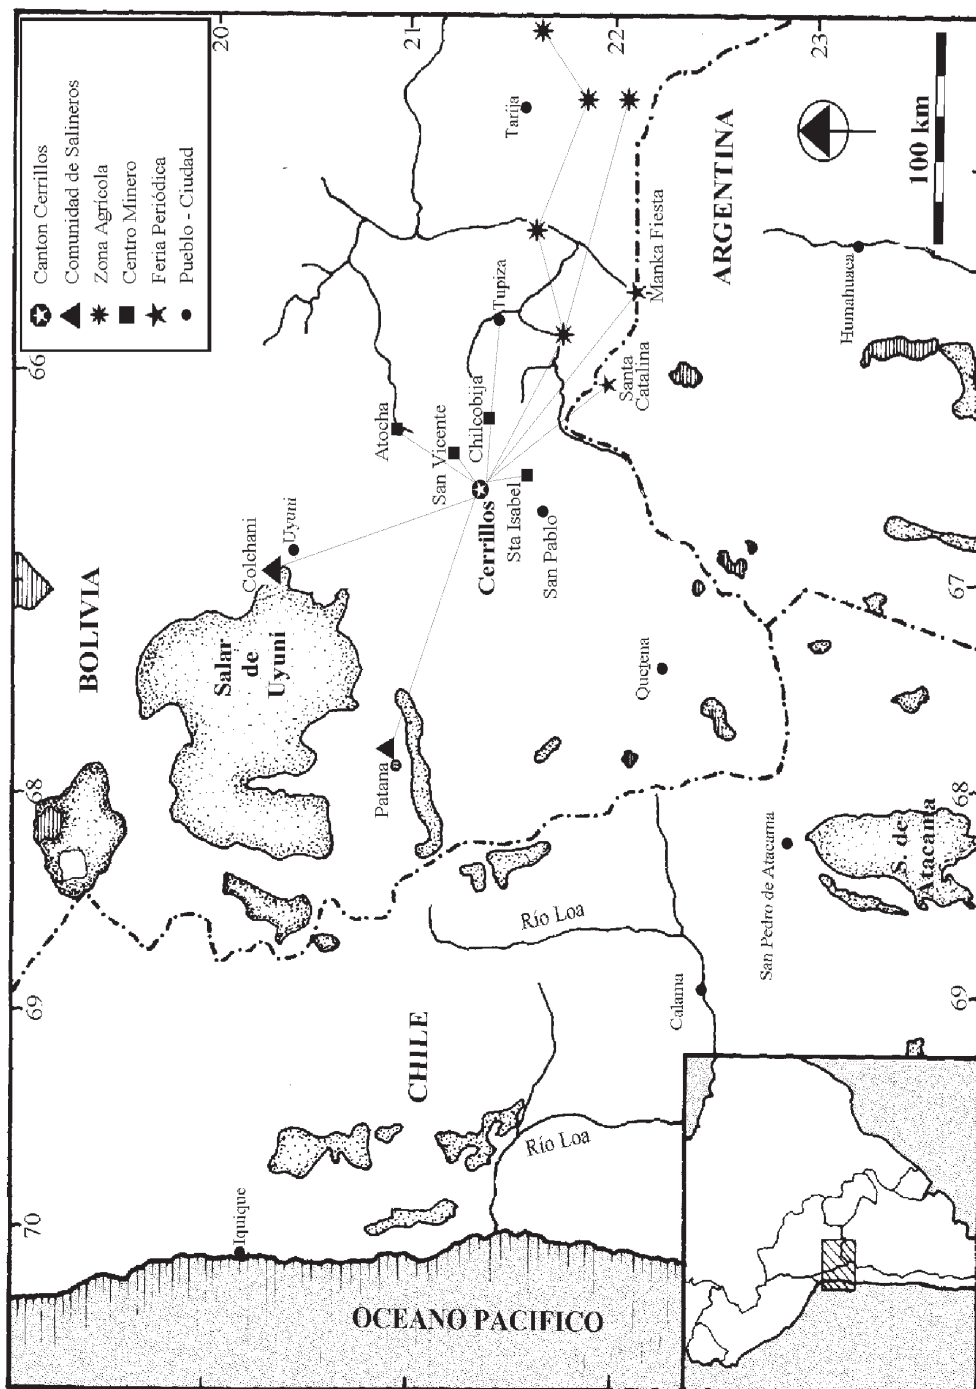 Canton Cerrillos
Comunidad de Salineros
Zona Agrícola
Centro Minero
Feria Periódica
Pueblo - Ciudad
70
69
68
67
66
20
21
22
23
BOLIVIA
Salar
de
Uyuni
Colchani
Uyuni
Atocha
San Vicente
Chilcobija
Tupiza
Tarija
Cerrillos
Sta Isabel
San Pablo
Patana
Quetena
Santa
Catalina
Manka Fiesta
ARGENTINA
Humahuaca
100 km
CHILE
Iquique
Río Loa
Río Loa
Calama
San Pedro de Atacama
S. de
Atacama
OCEANO PACIFICO
69
68
67